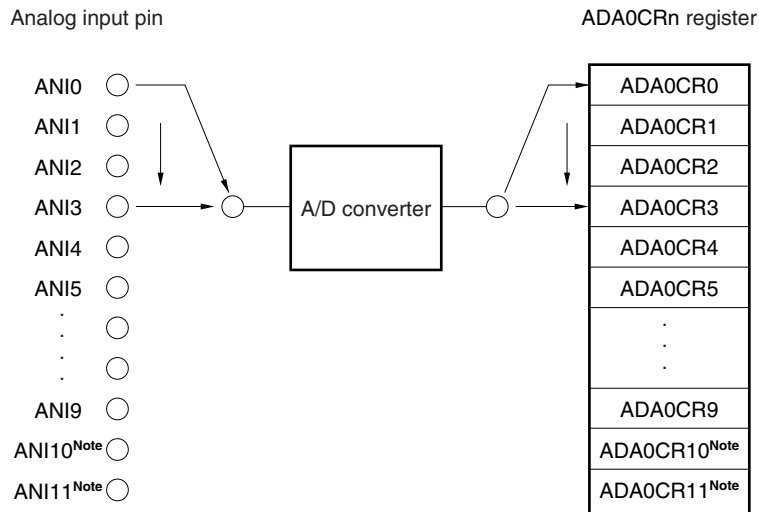 Analog input pin
ADA0CRn register
ANI0
ANI1
ANI2
ANI3
ANI4
ANI5
.
.
.
.
ANI9
ANI10Note
ANI11Note
A/D converter
ADA0CR0
ADA0CR1
ADA0CR2
ADA0CR3
ADA0CR4
ADA0CR5
.
.
.
ADA0CR9
ADA0CR10Note
ADA0CR11Note